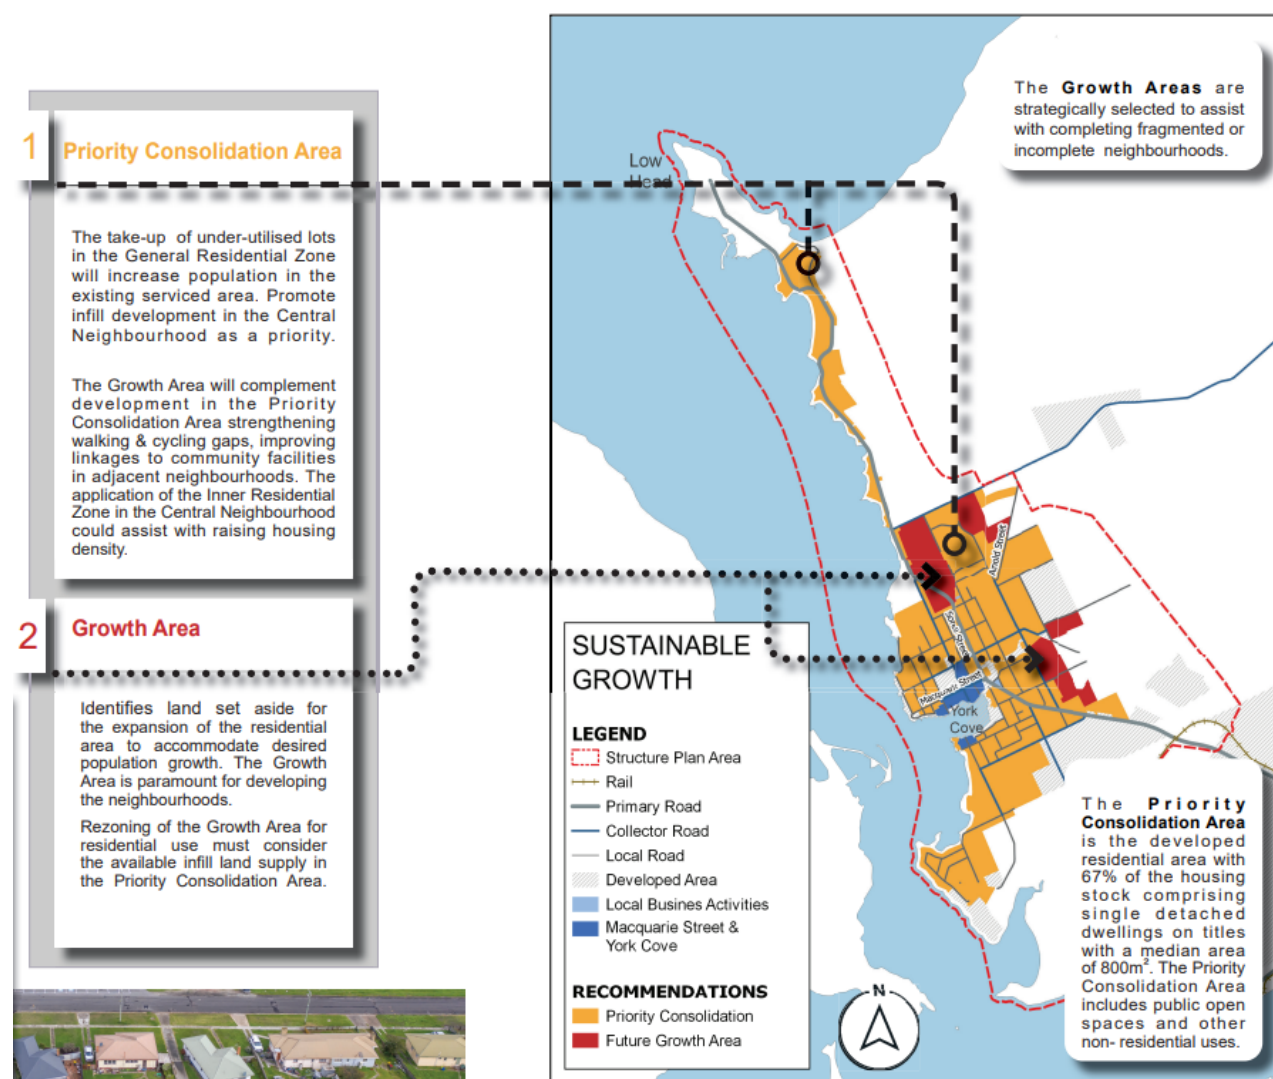 1
Priority Consolidation Area
The take-up of under-utilised lots
in the General Residential Zone
will increase population in the
existing serviced area. Promote
infill development in the Central
Neighbourhood as a priority.
The Growth Area will complement
development in the Priority
Consolidation Area strengthening
walking & cycling gaps, improving
linkages to community facilities
in adjacent neighbourhoods. The
application of the Inner Residential
Zone in the Central Neighbourhood
could assist with raising housing
density.
2
Growth Area
Identifies land set aside for
the expansion of the residential
area to accommodate desired
population growth. The Growth
Area is paramount for developing
the neighbourhoods.
Rezoning of the Growth Area for
residential use must consider
the available infill land supply in
the Priority Consolidation Area.
The Growth Areas are
strategically selected to assist
with completing fragmented or
incomplete neighbourhoods.
Low
Head
Anold Street
Sorell Street
Macquarie Street
York
Cove
SUSTAINABLE
GROWTH
LEGEND
Structure Plan Area
Rail
Primary Road
Collector Road
Local Road
Developed Area
Local Busines Activities
Macquarie Street &
York Cove
RECOMMENDATIONS
Priority Consolidation
Future Growth Area
N
The Priority
Consolidation Area
is the developed
residential area with
67% of the housing
stock comprising
single detached
dwellings on titles
with a median area
of 800m². The Priority
Consolidation Area
includes public open
spaces and other
non- residential uses.